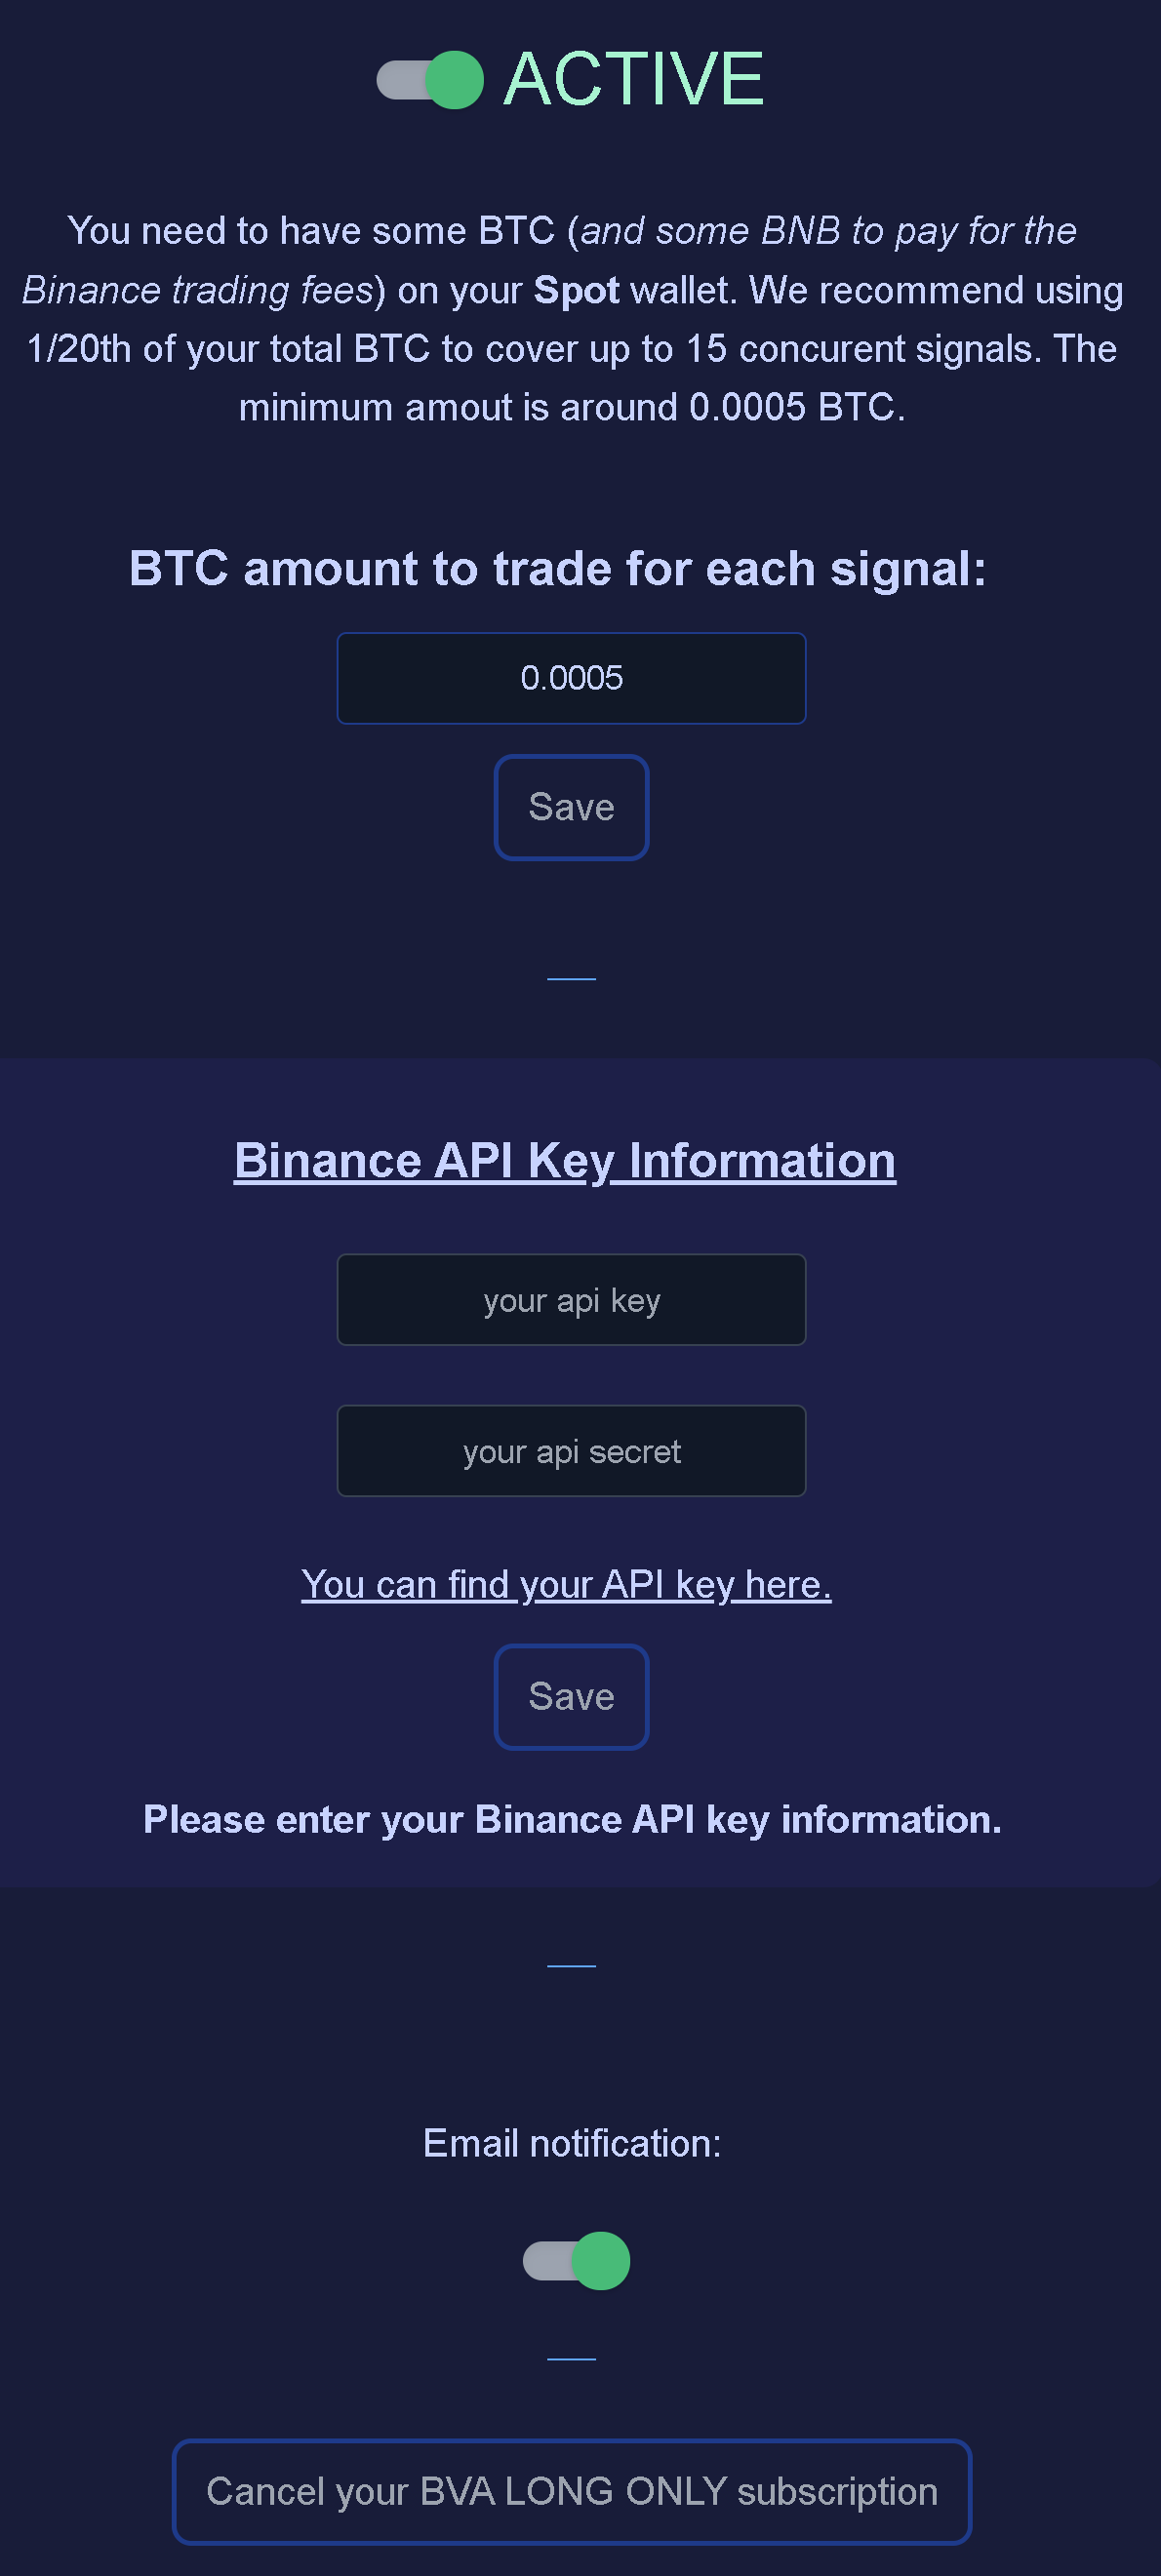 ACTIVE
You need to have some BTC (and some BNB to pay for the
Binance trading fees) on your Spot wallet. We recommend using
1/20th of your total BTC to cover up to 15 concurent signals. The
minimum amout is around 0.0005 BTC.
BTC amount to trade for each signal:
0.0005
Save
Binance API Key Information
your api key
your api secret
You can find your API key here.
Save
Please enter your Binance API key information.
Email notification:
Cancel your BVA LONG ONLY subscription